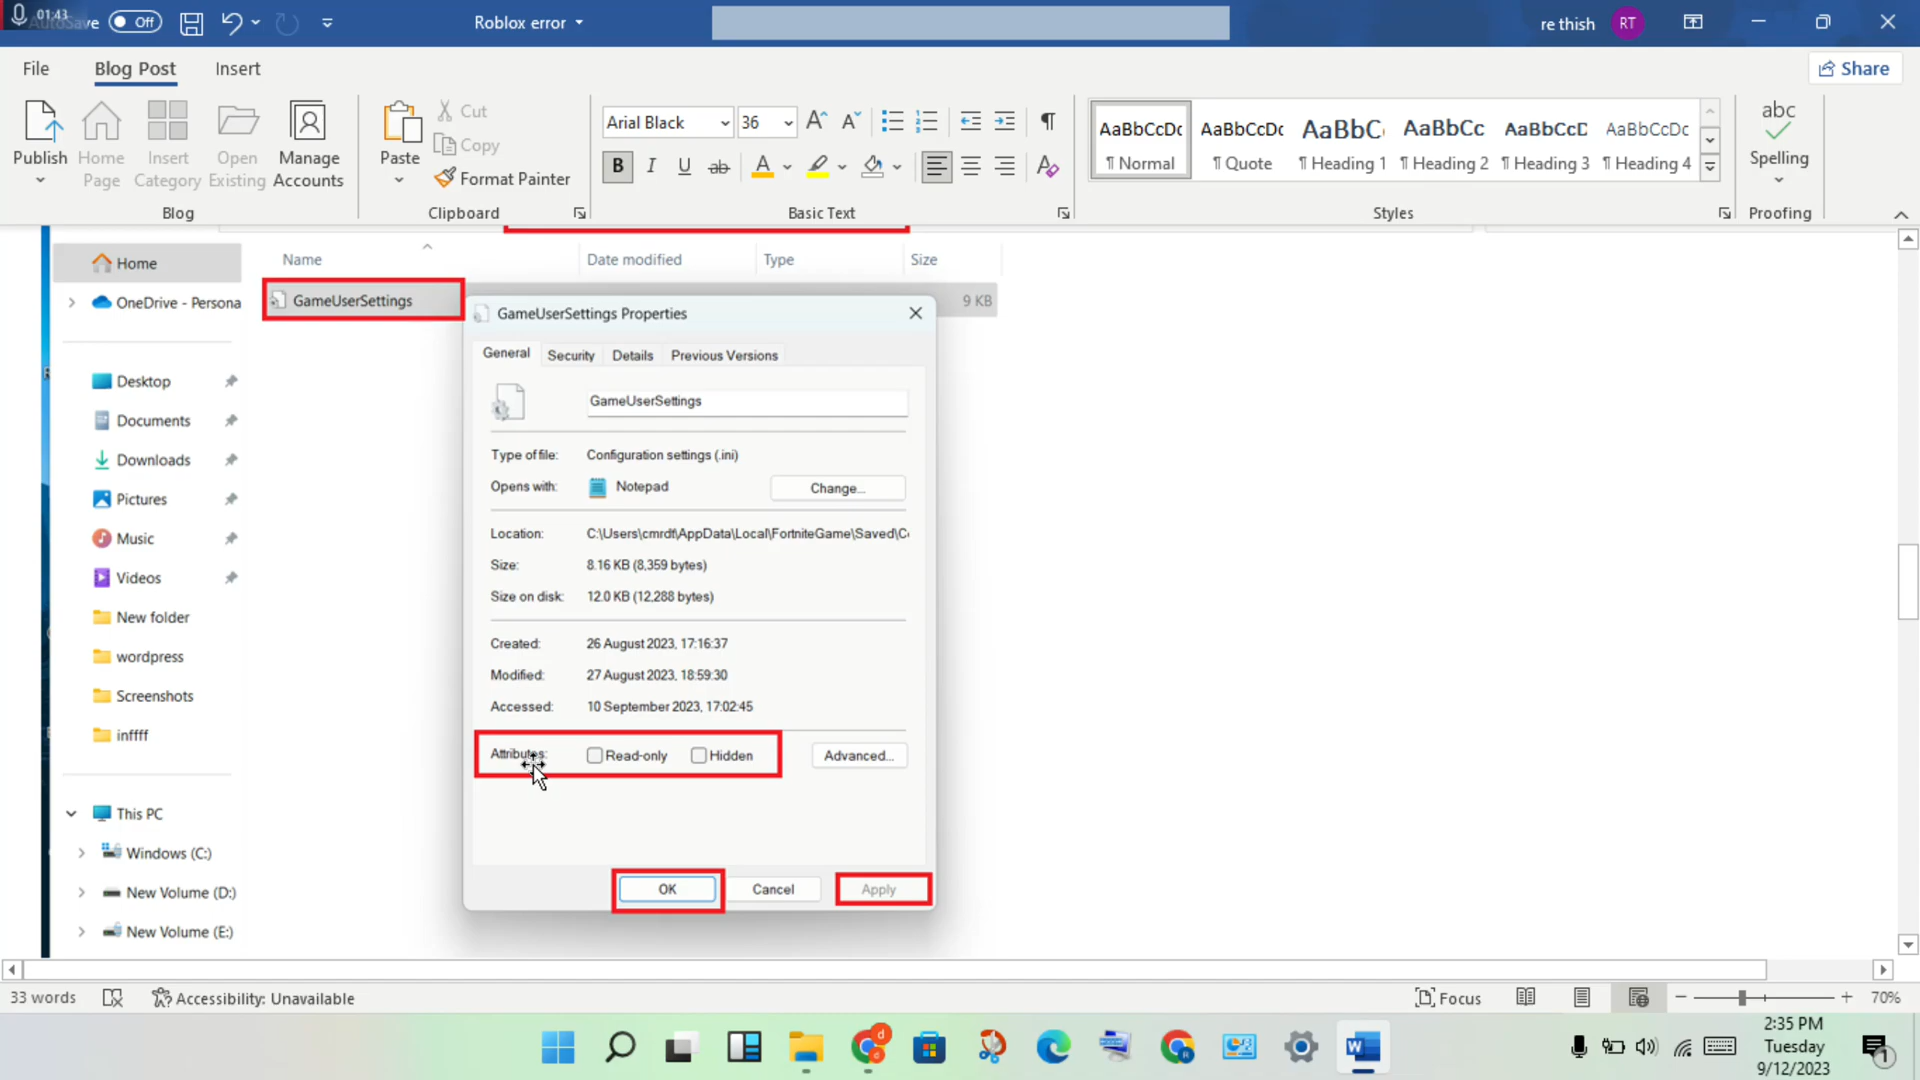 01:43
Off
Roblox error
re thish
RT
File
Blog Post
Insert
Share
Publish
Home Page
Insert Category
Open Existing
Manage Accounts
Blog
Paste
Cut
Copy
Format Painter
Clipboard
Arial Black
36
B I U ab
A
Basic Text
AaBbCcDc
¶ Normal
AaBbCcDc
¶ Quote
AaBbC
¶ Heading 1
AaBbCc
¶ Heading 2
AaBbCcD
¶ Heading 3
AaBbCcDc
¶ Heading 4
Styles
abc
Spelling
Proofing
Name
Date modified
Type
Size
Home
OneDrive - Persona
Desktop
Documents
Downloads
Pictures
Music
Videos
New folder
wordpress
Screenshots
inffff
This PC
Windows (C:)
New Volume (D:)
New Volume (E:)
GameUserSettings
9 KB
GameUserSettings Properties
General
Security
Details
Previous Versions
GameUserSettings
Type of file: Configuration settings (.ini)
Opens with: Notepad
Change...
Location: C:\Users\cmrdt\AppData\Local\FortniteGame\Saved\Co
Size: 8.16 KB (8,359 bytes)
Size on disk: 12.0 KB (12,288 bytes)
Created: 26 August 2023, 17:16:37
Modified: 27 August 2023, 18:59:30
Accessed: 10 September 2023, 17:02:45
Attributes: Read-only Hidden
Advanced...
OK
Cancel
Apply
33 words
Accessibility: Unavailable
Focus
70%
2:35 PM
Tuesday
9/12/2023
1